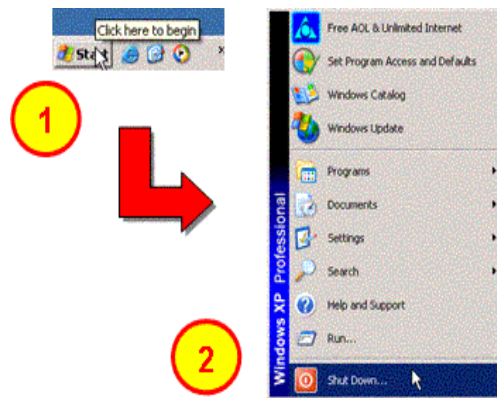 Click here to begin
Start
1
Free AOL & Unlimited Internet
Set Program Access and Defaults
Windows Catalog
Windows Update
Programs
Documents
Settings
Search
Help and Support
Run...
Shut Down...
Windows XP Professional
2